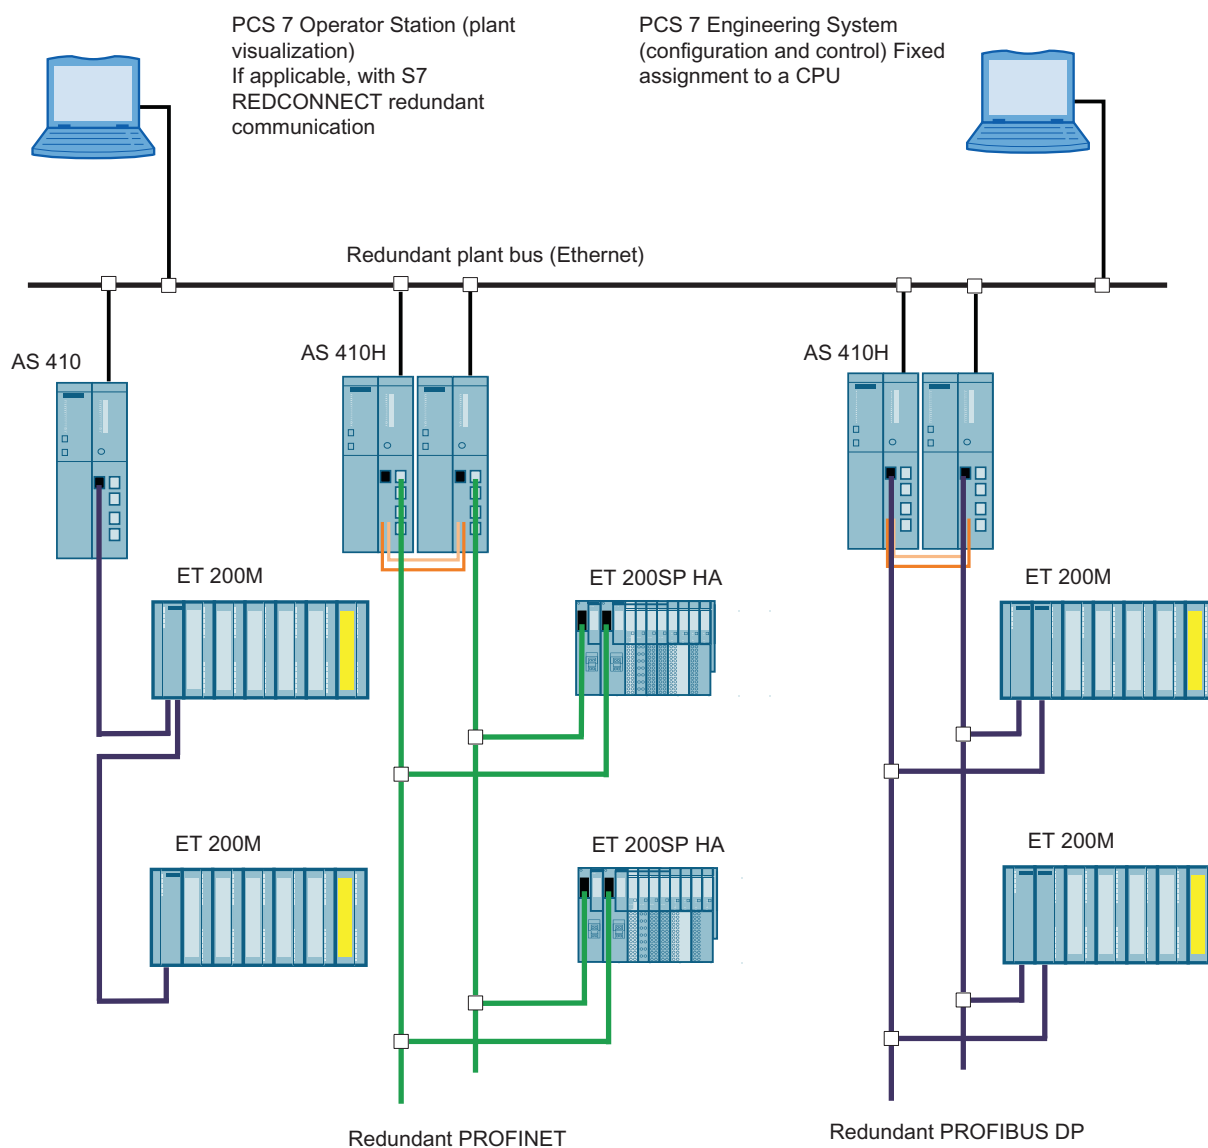 PCS 7 Operator Station (plant
visualization)
If applicable, with S7
REDCONNECT redundant
communication
PCS 7 Engineering System
(configuration and control) Fixed
assignment to a CPU
Redundant plant bus (Ethernet)
AS 410
AS 410H
AS 410H
ET 200M
ET 200SP HA
ET 200M
ET 200M
ET 200SP HA
ET 200M
Redundant PROFINET
Redundant PROFIBUS DP